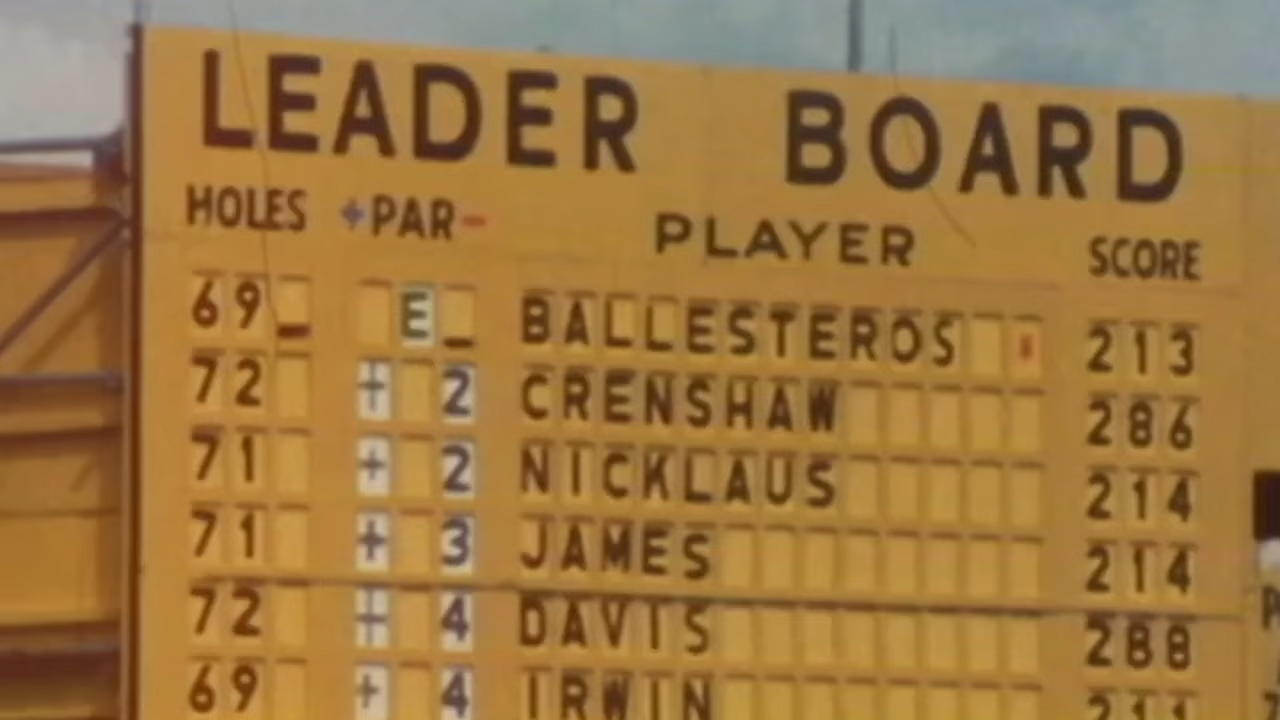 LEADER BOARD
HOLES +PAR- PLAYER SCORE
69 E BALLESTEROS 213
72 +2 CRENSHAW 286
71 +2 NICKLAUS 214
71 +3 JAMES 214
72 +4 DAVIS 288
69 +4 IRWIN 211